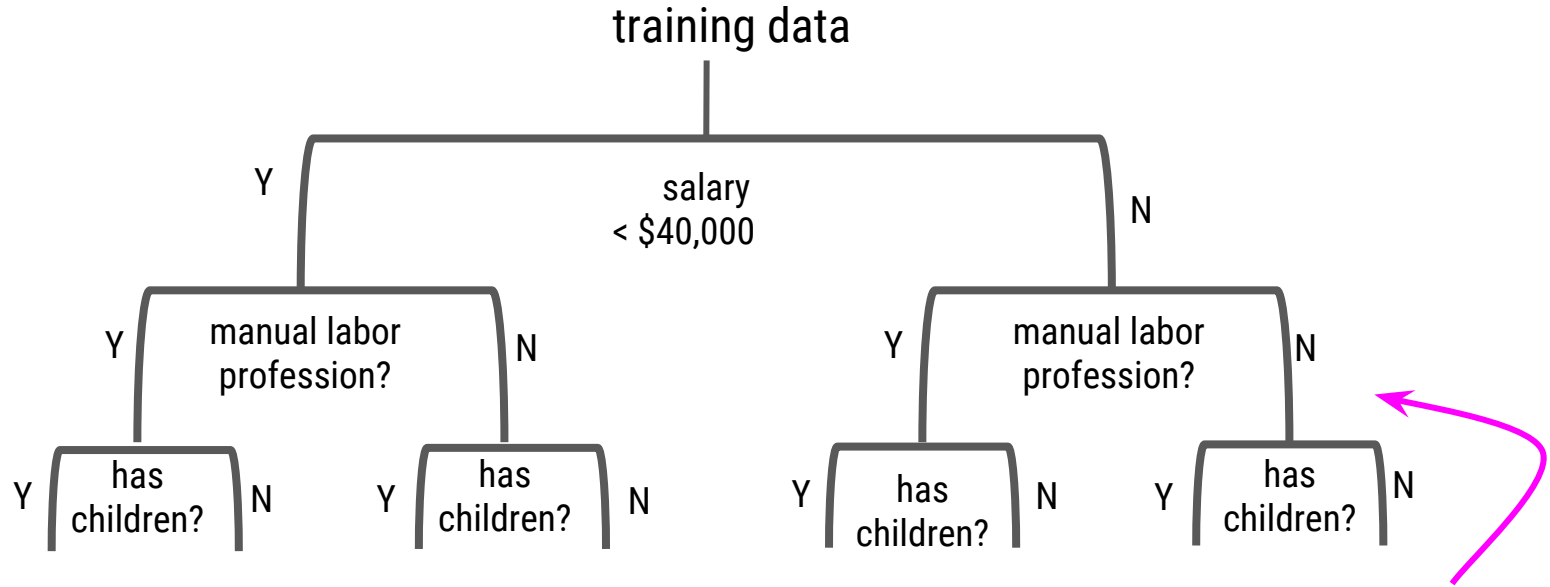 training data
Y
salary
< $40,000
N
Y
manual labor
profession?
N
Y
manual labor
profession?
N
Y
has
children?
N
Y
has
children?
N
Y
has
children?
N
Y
has
children?
N